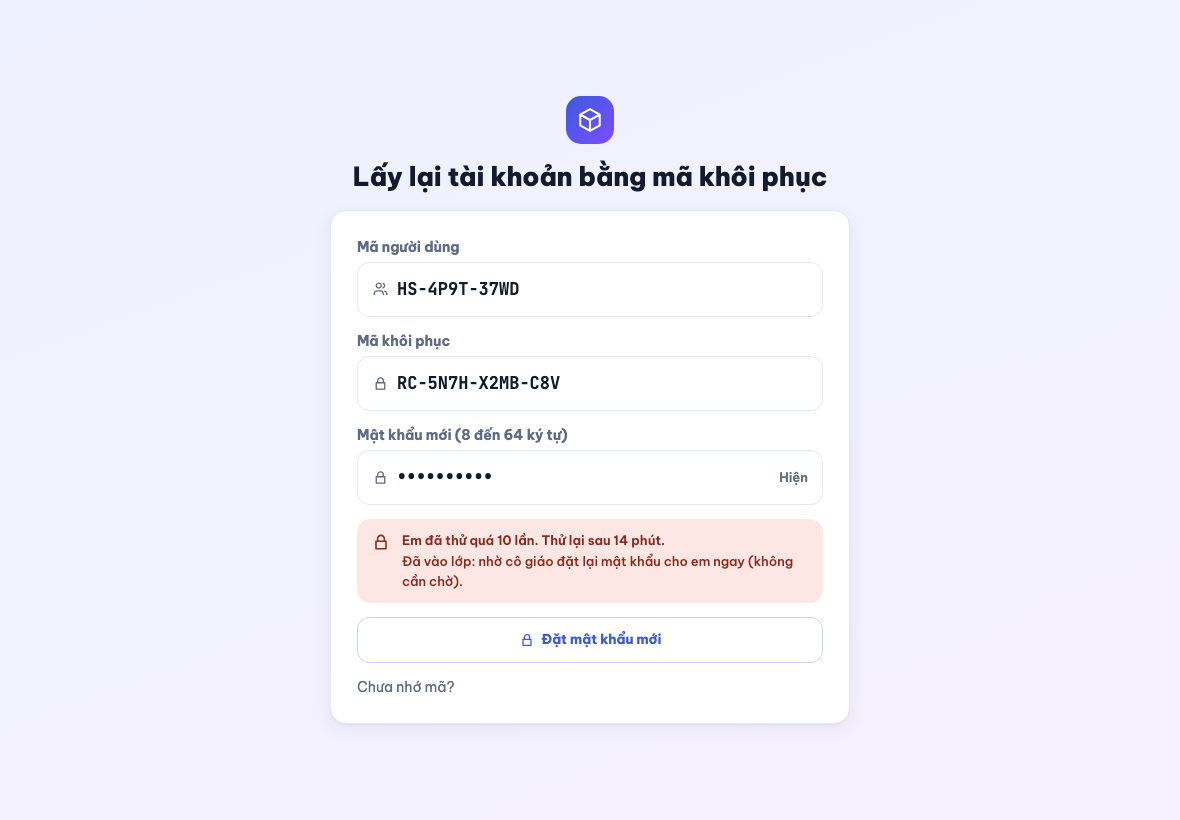 Lấy lại tài khoản bằng mã khôi phục
Mã người dùng
HS-4P9T-37WD
Mã khôi phục
RC-5N7H-X2MB-C8V
Mật khẩu mới (8 đến 64 ký tự)
••••••••••
Hiện
Em đã thử quá 10 lần. Thử lại sau 14 phút.
Đã vào lớp: nhờ cô giáo đặt lại mật khẩu cho em ngay (không
cần chờ).
Đặt mật khẩu mới
Chưa nhớ mã?